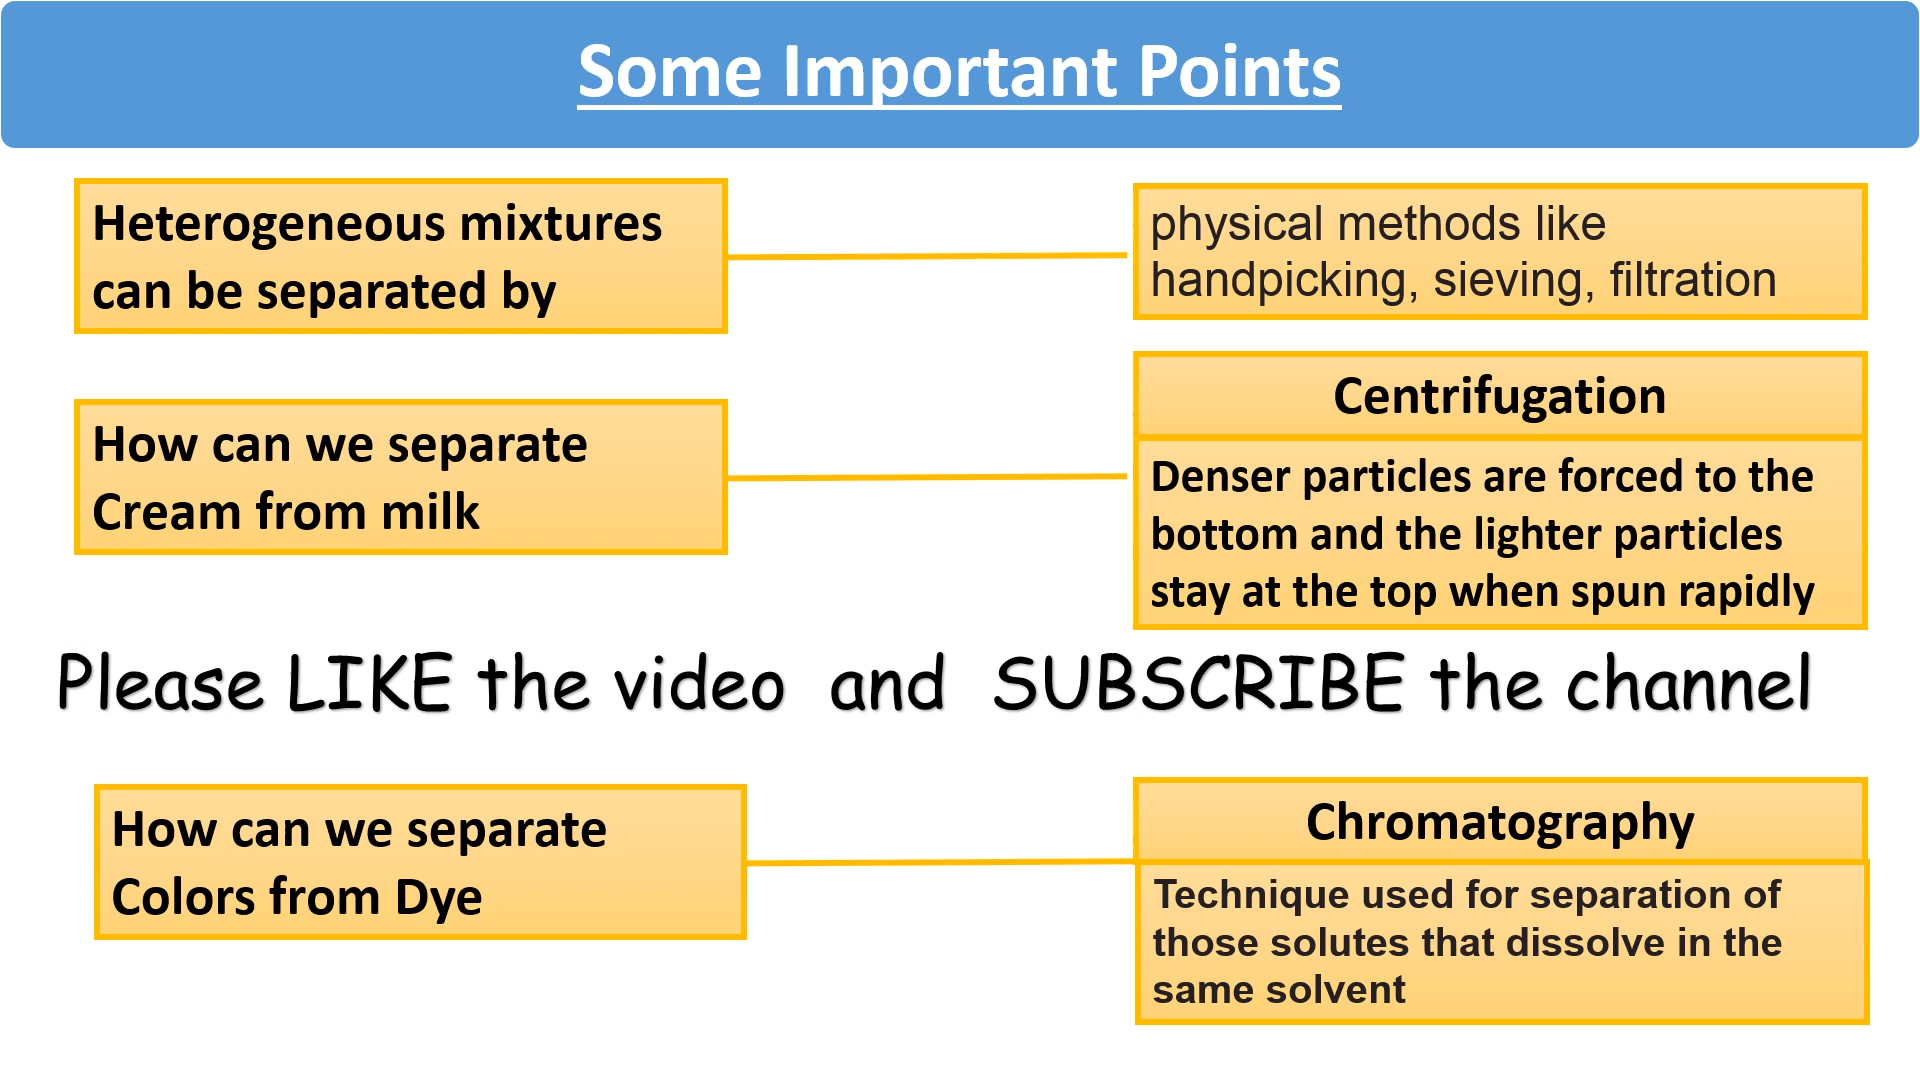 Some Important Points
Heterogeneous mixtures
can be separated by
physical methods like
handpicking, sieving, filtration
How can we separate
Cream from milk
Centrifugation
Denser particles are forced to the
bottom and the lighter particles
stay at the top when spun rapidly
Please LIKE the video and SUBSCRIBE the channel
How can we separate
Colors from Dye
Chromatography
Technique used for separation of
those solutes that dissolve in the
same solvent